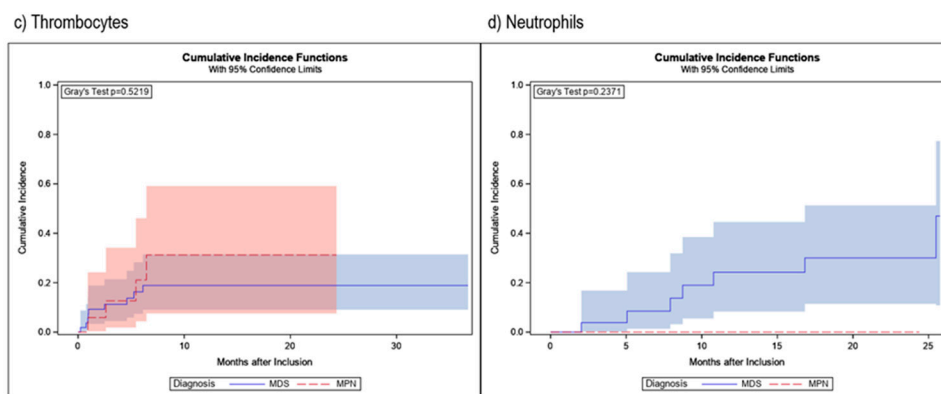 c) Thrombocytes
Cumulative Incidence Functions
With 95% Confidence Limits
Gray's Test p=0.5219
1.0
0.8
0.6
0.4
0.2
0.0
Cumulative Incidence
0
10
20
30
Months after Inclusion
Diagnosis MDS MPN
d) Neutrophils
Cumulative Incidence Functions
With 95% Confidence Limits
Gray's Test p=0.2371
1.0
0.8
0.6
0.4
0.2
0.0
Cumulative Incidence
0
5
10
15
20
25
Months after Inclusion
Diagnosis MDS MPN